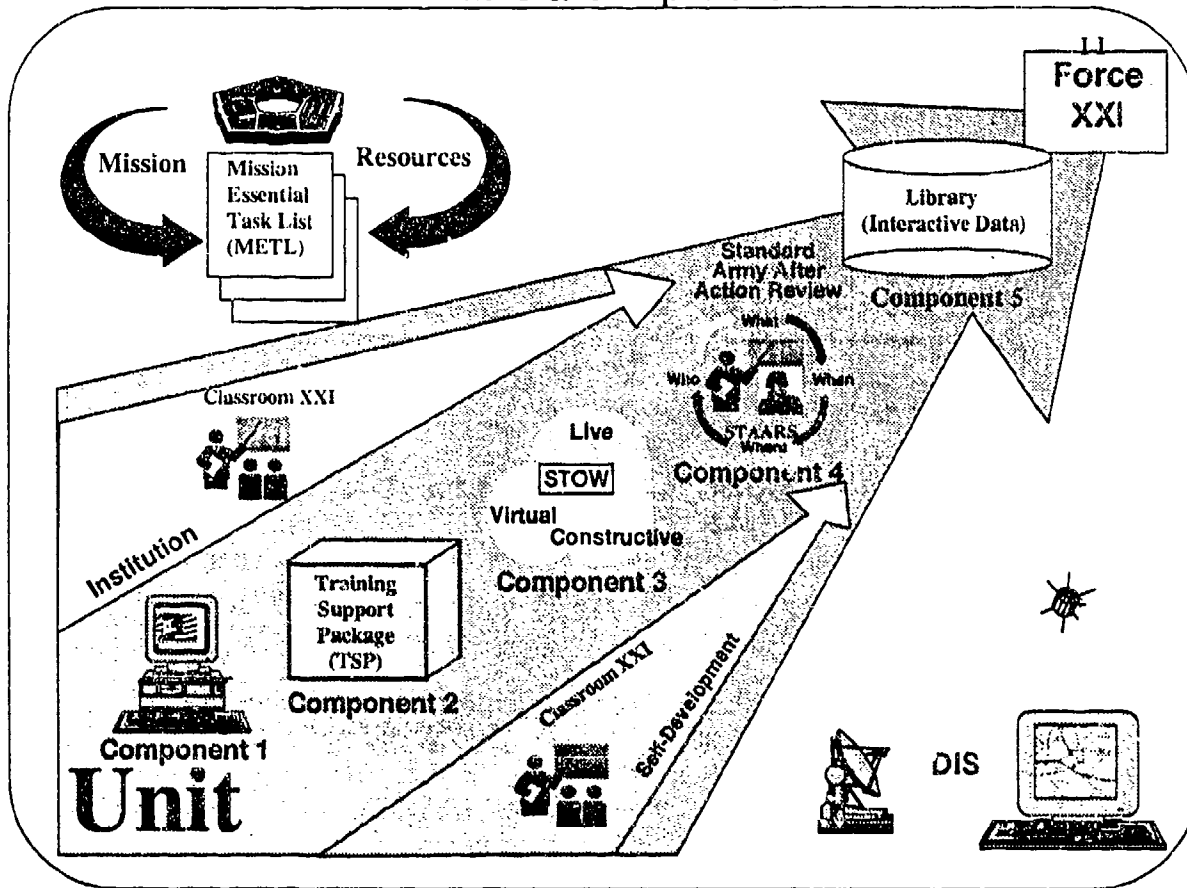 Force
XXI
Mission
Resources
Mission
Essential
Task List
(METL)
Library
(Interactive Data)
Component 5
Standard
Army After
Action Review
What
Who
When
STAARS
Where
Component 4
Classroom XXI
Live
STOW
Virtual
Constructive
Component 3
Institution
Training
Support
Package
(TSP)
Component 2
Component 1
Unit
Classroom XXI
Self-Development
DIS